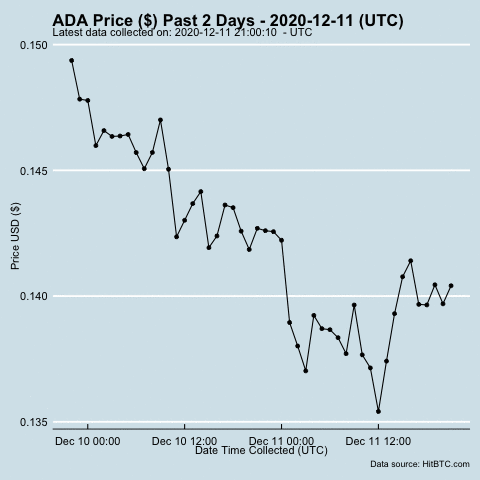 ADA Price ($) Past 2 Days - 2020-12-11 (UTC)
Latest data collected on: 2020-12-11 21:00:10  - UTC
0.150
0.145
0.140
0.135
Price USD ($)
Dec 10 00:00 Dec 10 12:00 Dec 11 00:00 Dec 11 12:00
Date Time Collected (UTC)
Data source: HitBTC.com